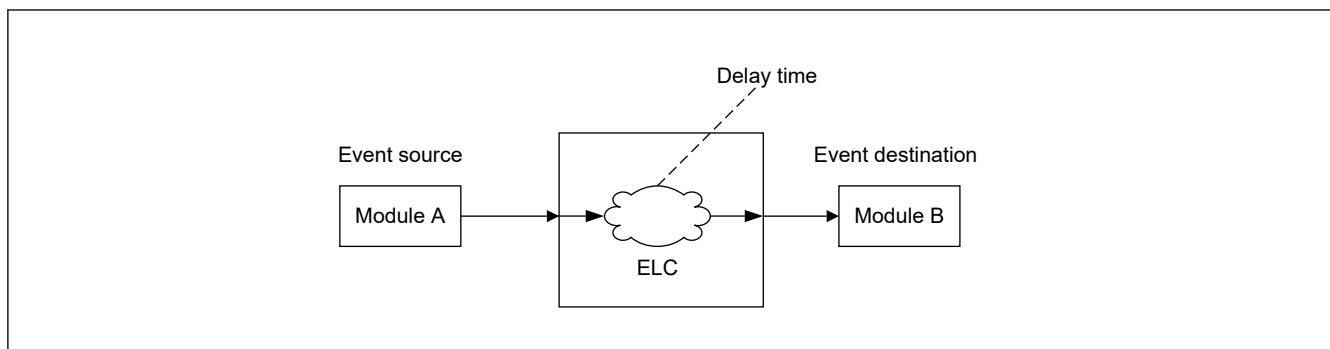 Delay time
Event source
Event destination
Module A
Module B
ELC